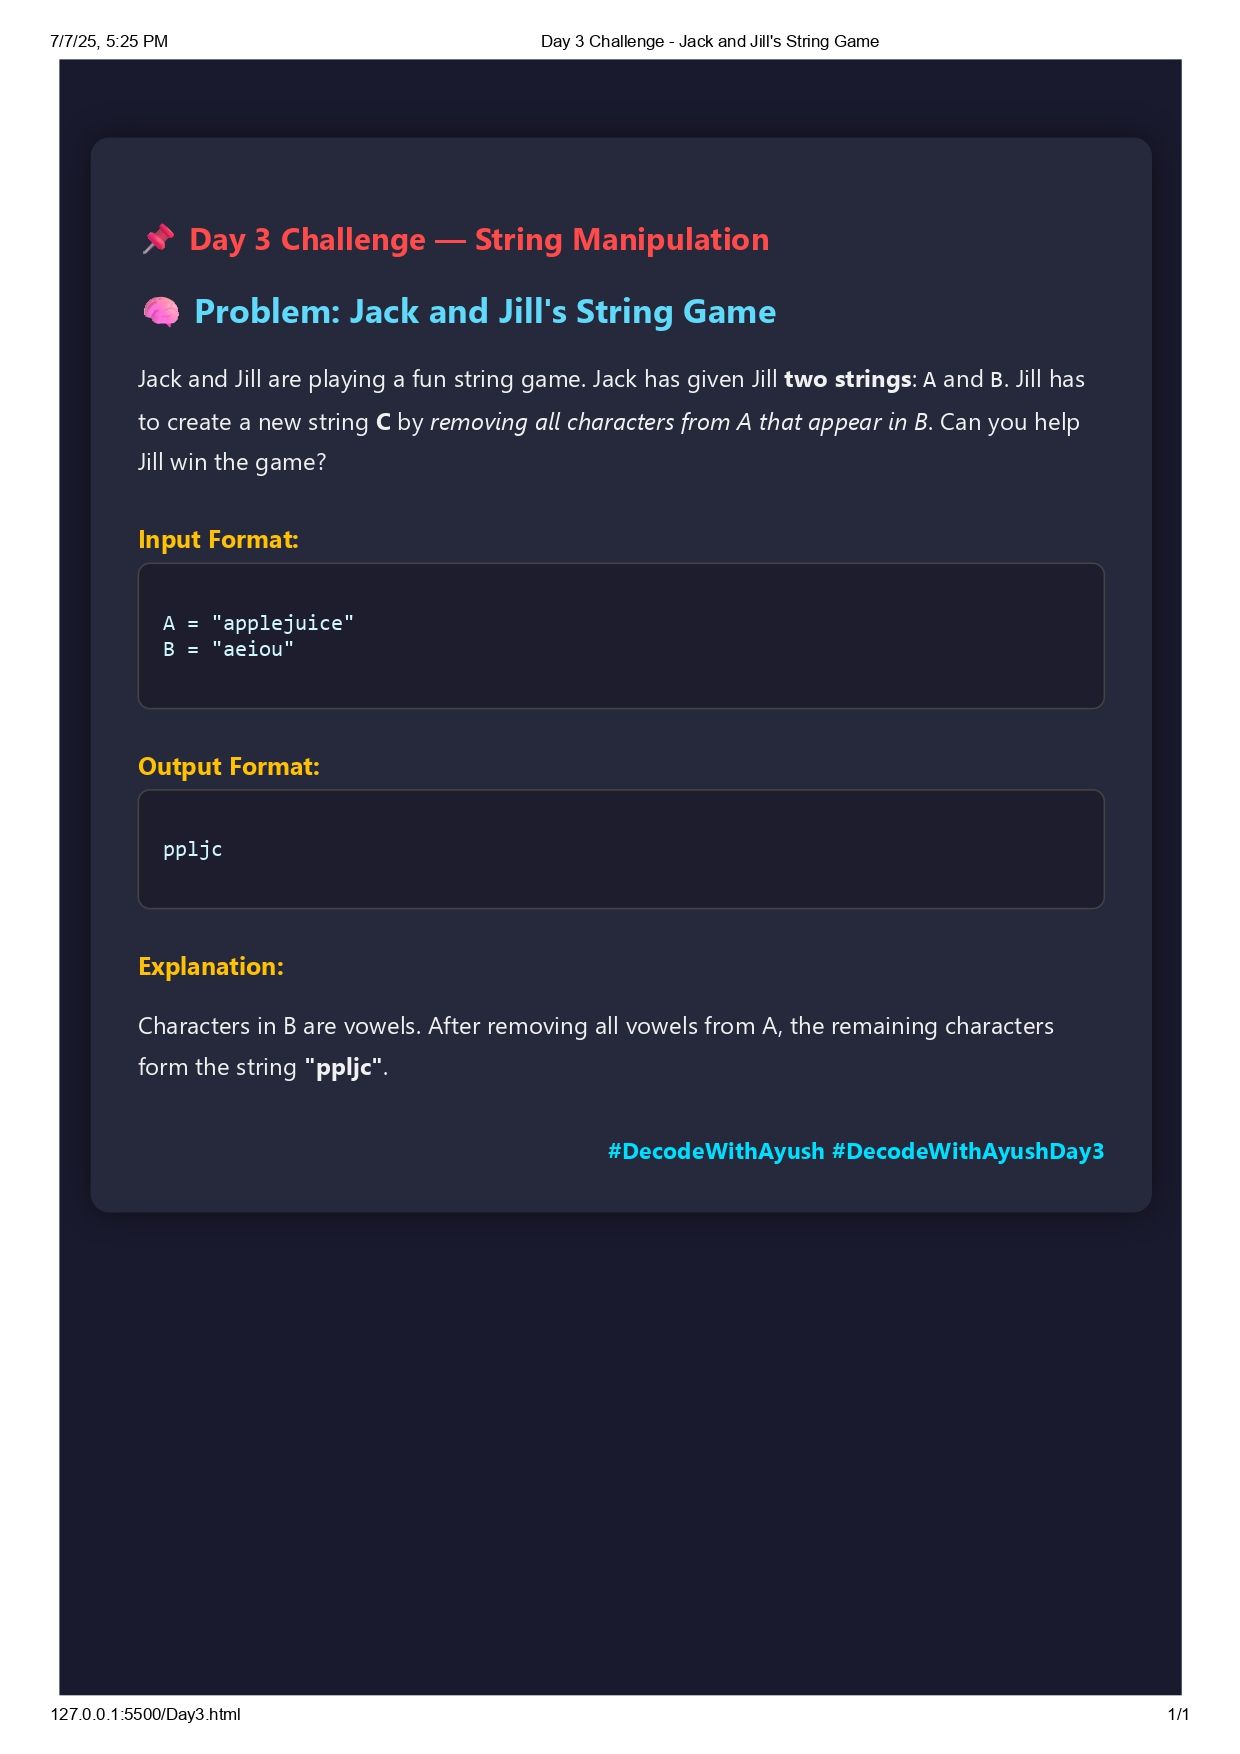 7/7/25, 5:25 PM
Day 3 Challenge - Jack and Jill's String Game
📌 Day 3 Challenge — String Manipulation
🧠 Problem: Jack and Jill's String Game
Jack and Jill are playing a fun string game. Jack has given Jill two strings: A and B. Jill has
to create a new string C by removing all characters from A that appear in B. Can you help
Jill win the game?
Input Format:
A = "applejuice"
B = "aeiou"
Output Format:
ppljc
Explanation:
Characters in B are vowels. After removing all vowels from A, the remaining characters
form the string "ppljc".
#DecodeWithAyush #DecodeWithAyushDay3
127.0.0.1:5500/Day3.html
1/1